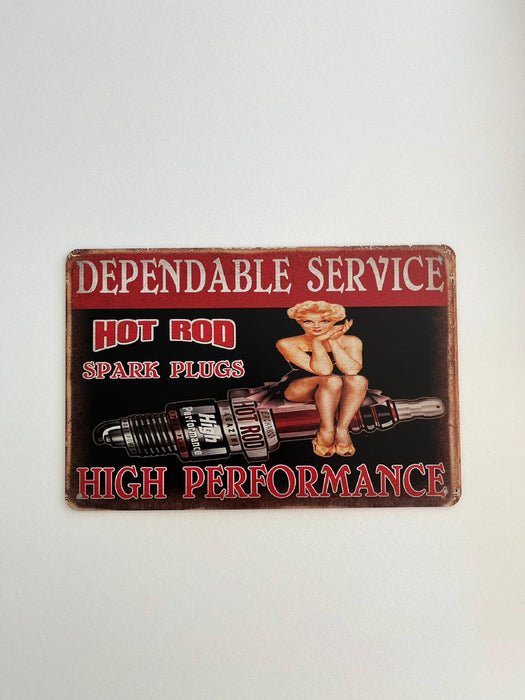 DEPENDABLE SERVICE
HOT ROD
SPARK PLUGS
High
Performance
HOT ROD
HIGH PERFORMANCE